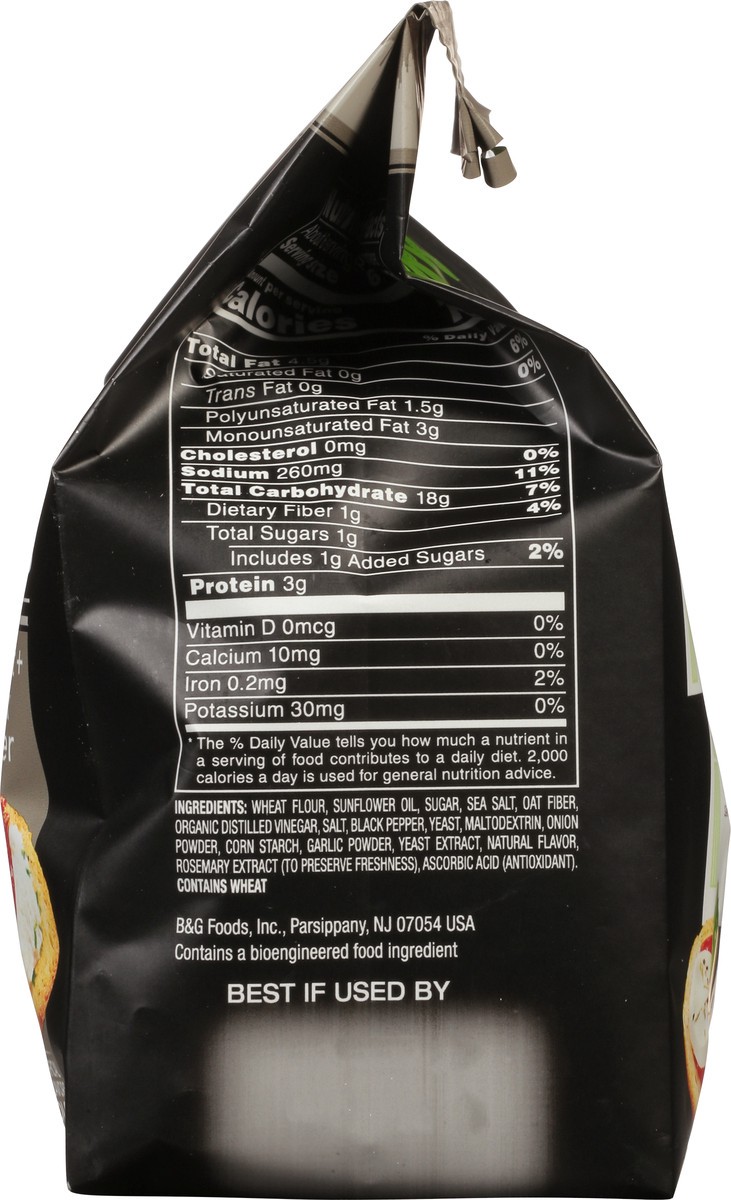 Calories
% Daily
Total Fat 4.5g 6%
Saturated Fat 0g 0%
Trans Fat 0g
Polyunsaturated Fat 1.5g
Monounsaturated Fat 3g
Cholesterol 0mg 0%
Sodium 260mg 11%
Total Carbohydrate 18g 7%
Dietary Fiber 1g 4%
Total Sugars 1g
Includes 1g Added Sugars 2%
Protein 3g
Vitamin D 0mcg 0%
Calcium 10mg 0%
Iron 0.2mg 2%
Potassium 30mg 0%
* The % Daily Value tells you how much a nutrient in
a serving of food contributes to a daily diet. 2,000
calories a day is used for general nutrition advice.
INGREDIENTS: WHEAT FLOUR, SUNFLOWER OIL, SUGAR, SEA SALT, OAT FIBER,
ORGANIC DISTILLED VINEGAR, SALT, BLACK PEPPER, YEAST, MALTODEXTRIN, ONION
POWDER, CORN STARCH, GARLIC POWDER, YEAST EXTRACT, NATURAL FLAVOR,
ROSEMARY EXTRACT (TO PRESERVE FRESHNESS), ASCORBIC ACID (ANTIOXIDANT).
CONTAINS WHEAT
B&G Foods, Inc., Parsippany, NJ 07054 USA
Contains a bioengineered food ingredient
BEST IF USED BY